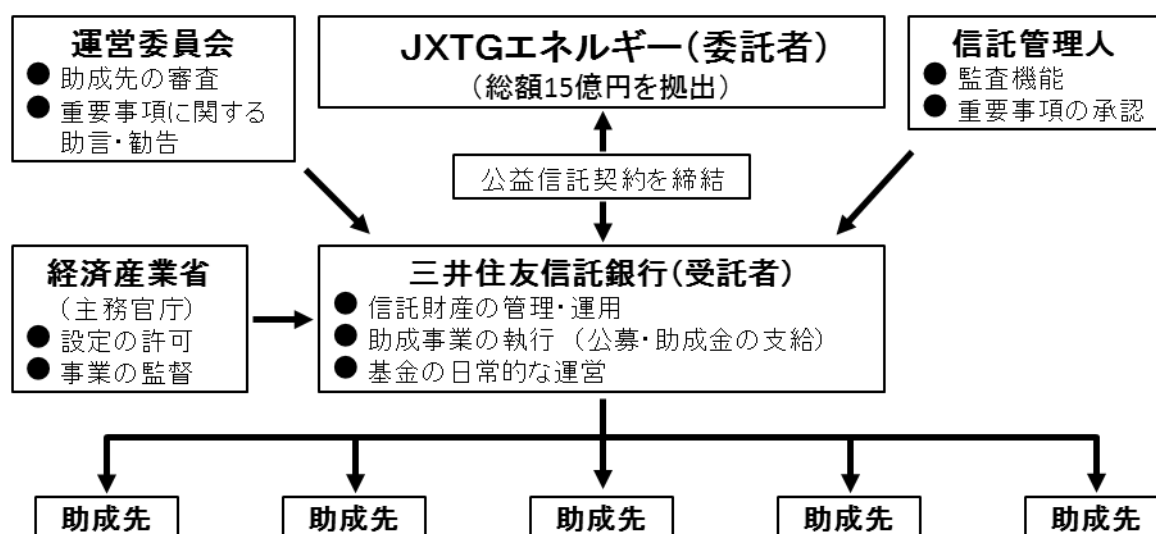 運営委員会
● 助成先の審査
● 重要事項に関する
助言・勧告
JXTGエネルギー(委託者)
(総額15億円を拠出)
信託管理人
● 監査機能
● 重要事項の承認
公益信託契約を締結
経済産業省
(主務官庁)
● 設定の許可
● 事業の監督
三井住友信託銀行(受託者)
● 信託財産の管理・運用
● 助成事業の執行 (公募・助成金の支給)
● 基金の日常的な運営
助成先
助成先
助成先
助成先
助成先